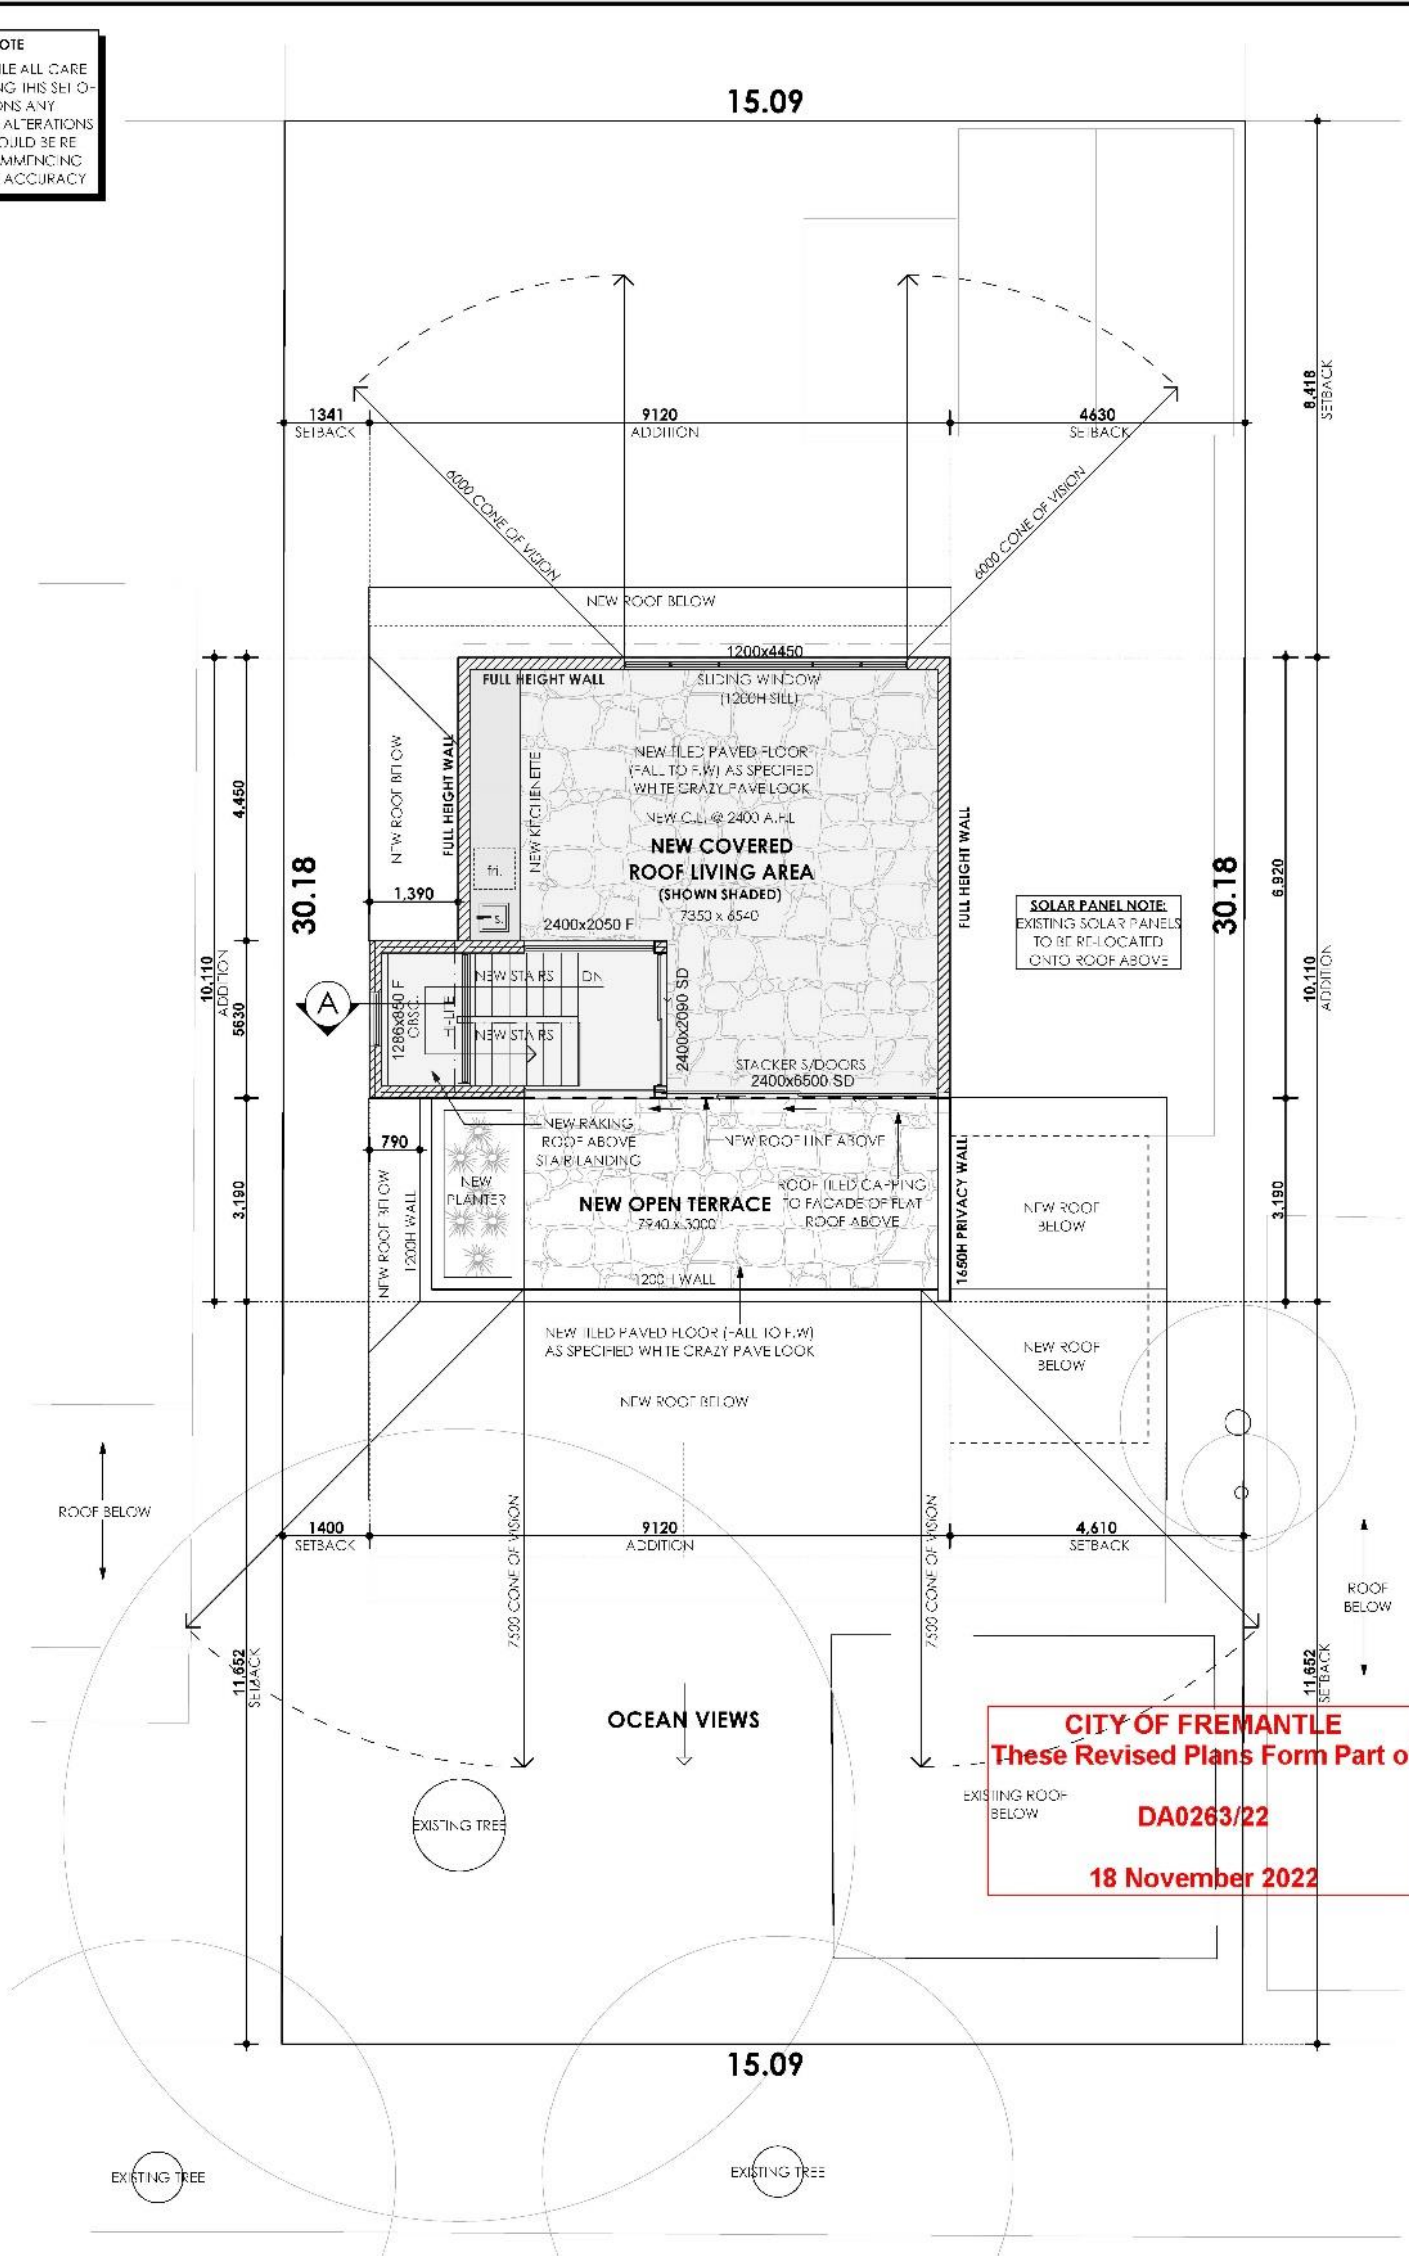 OTE
ILE ALL CARE
NG THIS SET O-
ONS ANY
ALTERATIONS
OULD BE RE
MMENCING
ACCURACY
15.09
8,418
SETBACK
1341
SETBACK
9120
ADDITION
4630
SETBACK
6000 CONE OF VISION
6000 CONE OF VISION
NEW ROOF BELOW
1200x4450
SLIDING WINDOW
(1200H SILL)
FULL HEIGHT WALL
NEW ROOF BELOW
FULL HEIGHT WALL
NEW KITCHENETTE
NEW TILED PAVED FLOOR
(FALL TO F.W) AS SPECIFIED
WHITE CRAZY PAVE LOOK
NEW C.L. @ 2400 A.F.L
NEW COVERED
ROOF LIVING AREA
(SHOWN SHADED)
7350 x 6540
fri.
s.
2400x2050 F
FULL HEIGHT WALL
4,450
30.18
1,390
30.18
6,920
SOLAR PANEL NOTE:
EXISTING SOLAR PANELS
TO BE RE-LOCATED
ONTO ROOF ABOVE
10,110
ADDITION
5630
A
1286x850 F
OBSC.
HI-LITE
NEW STAIRS
DN
NEW STAIRS
2400x2090 SD
STACKER S/DOORS
2400x6500 SD
10,110
ADDITION
790
NEW RAKING
ROOF ABOVE
STAIR LANDING
NEW ROOF LINE ABOVE
3,190
NEW ROOF BELOW
1200H WALL
NEW
PLANTER
NEW OPEN TERRACE
7940 x 3000
ROOF TILED CAPPING
TO FACADE OF FLAT
ROOF ABOVE
1650H PRIVACY WALL
NEW ROOF
BELOW
3,190
1200H WALL
NEW TILED PAVED FLOOR (FALL TO F.W)
AS SPECIFIED WHITE CRAZY PAVE LOOK
NEW ROOF
BELOW
NEW ROOF BELOW
ROOF BELOW
1400
SETBACK
9120
ADDITION
4,610
SETBACK
7500 CONE OF VISION
7500 CONE OF VISION
ROOF
BELOW
11,652
SETBACK
11,652
SETBACK
OCEAN VIEWS
CITY OF FREMANTLE
These Revised Plans Form Part o
EXISTING ROOF
BELOW
DA0263/22
18 November 2022
EXISTING TREE
15.09
EXISTING TREE
EXISTING TREE